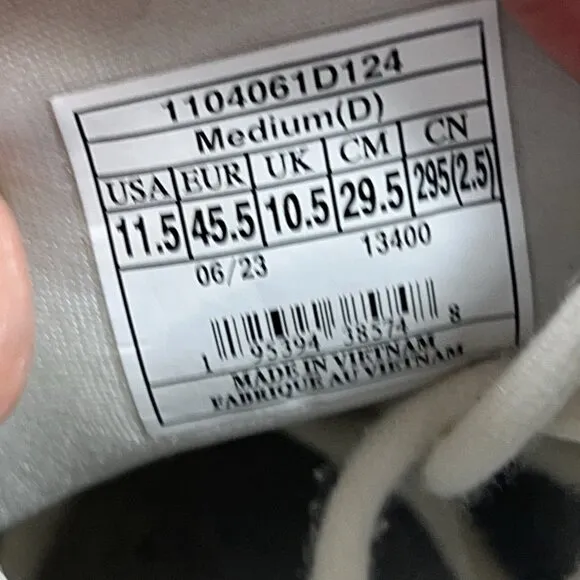 1104061D124
Medium(D)
USA EUR UK CM CN
11.5 45.5 10.5 29.5 295(2.5)
06/23 13400
1 95394 38574 8
MADE IN VIETNAM
FABRIQUE AU VIETNAM